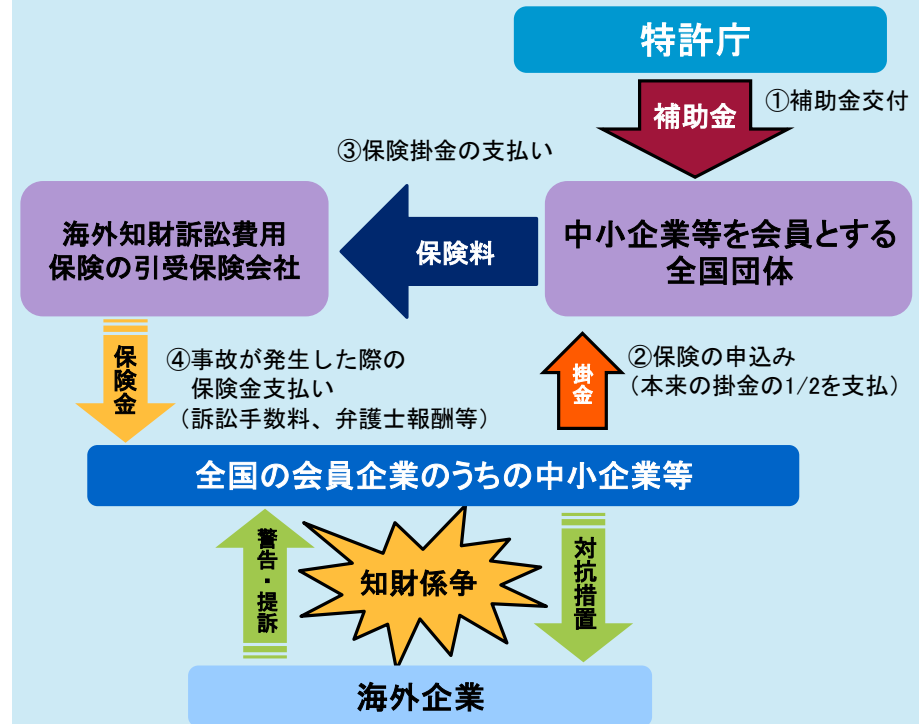 特許庁
補助金
①補助金交付
③保険掛金の支払い
海外知財訴訟費用
保険の引受保険会社
保険料
中小企業等を会員とする
全国団体
保険金
④事故が発生した際の
保険金支払い
（訴訟手数料、弁護士報酬等）
掛金
②保険の申込み
（本来の掛金の1/2を支払）
全国の会員企業のうちの中小企業等
警告・提訴
知財係争
対抗措置
海外企業